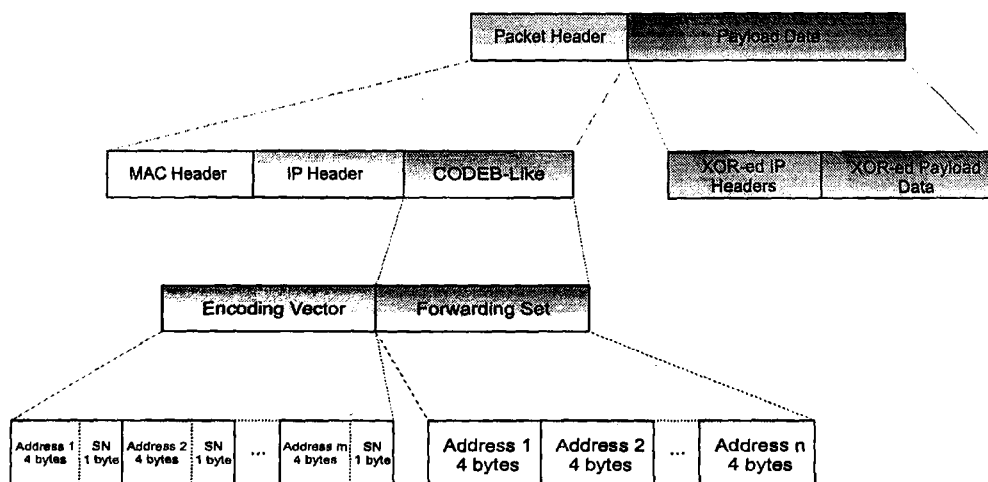 Packet Header Payload Data
MAC Header IP Header CODEB-Like XOR-ed IP Headers XOR-ed Payload Data
Encoding Vector Forwarding Set
Address 1 4 bytes SN 1 byte Address 2 4 bytes SN 1 byte ... Address m 4 bytes SN 1 byte Address 1 4 bytes Address 2 4 bytes ... Address n 4 bytes